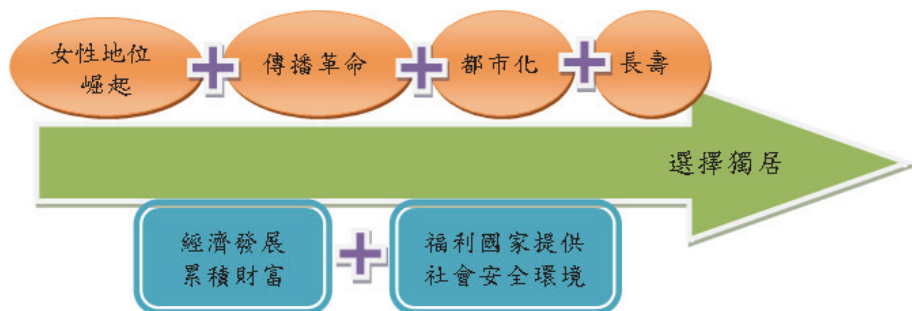 女性地位
崛起
傳播革命
都市化
長壽
選擇獨居
經濟發展
累積財富
福利國家提供
社會安全環境